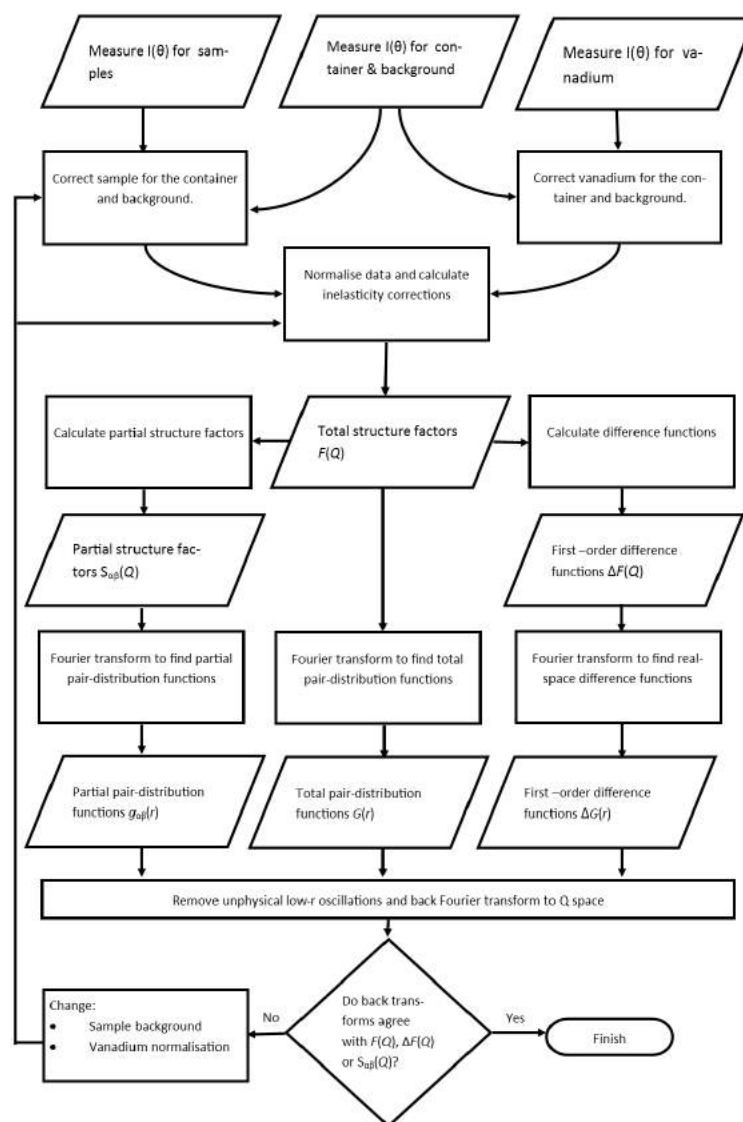 Measure I(θ) for sam-
ples
Measure I(θ) for con-
tainer & background
Measure I(θ) for va-
nadium
Correct sample for the container
and background.
Correct vanadium for the con-
tainer and background.
Normalise data and calculate
inelasticity corrections
Calculate partial structure factors
Total structure factors
F(Q)
Calculate difference functions
Partial structure fac-
tors Sαβ(Q)
First –order difference
functions ΔF(Q)
Fourier transform to find partial
pair-distribution functions
Fourier transform to find total
pair-distribution functions
Fourier transform to find real-
space difference functions
Partial pair-distribution
functions gαβ(r)
Total pair-distribution
functions G(r)
First –order difference
functions ΔG(r)
Remove unphysical low-r oscillations and back Fourier transform to Q space
Change:
• Sample background
• Vanadium normalisation
No
Do back trans-
forms agree
with F(Q), ΔF(Q)
or Sαβ(Q)?
Yes
Finish